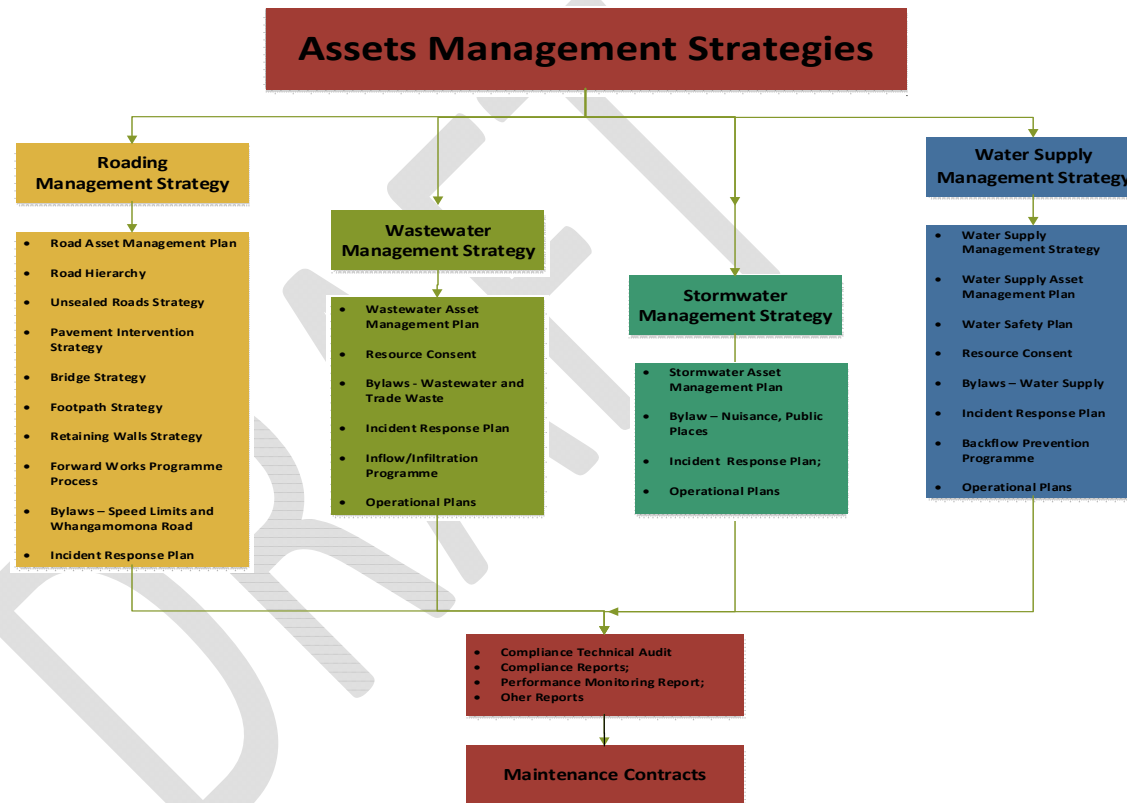 Assets Management Strategies
Roading
Management Strategy
• Road Asset Management Plan
• Road Hierarchy
• Unsealed Roads Strategy
• Pavement Intervention
Strategy
• Bridge Strategy
• Footpath Strategy
• Retaining Walls Strategy
• Forward Works Programme
Process
• Bylaws – Speed Limits and
Whangamomona Road
• Incident Response Plan
Wastewater
Management Strategy
• Wastewater Asset
Management Plan
• Resource Consent
• Bylaws - Wastewater and
Trade Waste
• Incident Response Plan
• Inflow/Infiltration
Programme
• Operational Plans
Stormwater
Management Strategy
• Stormwater Asset
Management Plan
• Bylaw – Nuisance, Public
Places
• Incident Response Plan;
• Operational Plans
Water Supply
Management Strategy
• Water Supply
Management Strategy
• Water Supply Asset
Management Plan
• Water Safety Plan
• Resource Consent
• Bylaws – Water Supply
• Incident Response Plan
• Backflow Prevention
Programme
• Operational Plans
• Compliance Technical Audit
• Compliance Reports;
• Performance Monitoring Report;
• Oher Reports
Maintenance Contracts
DRAFT